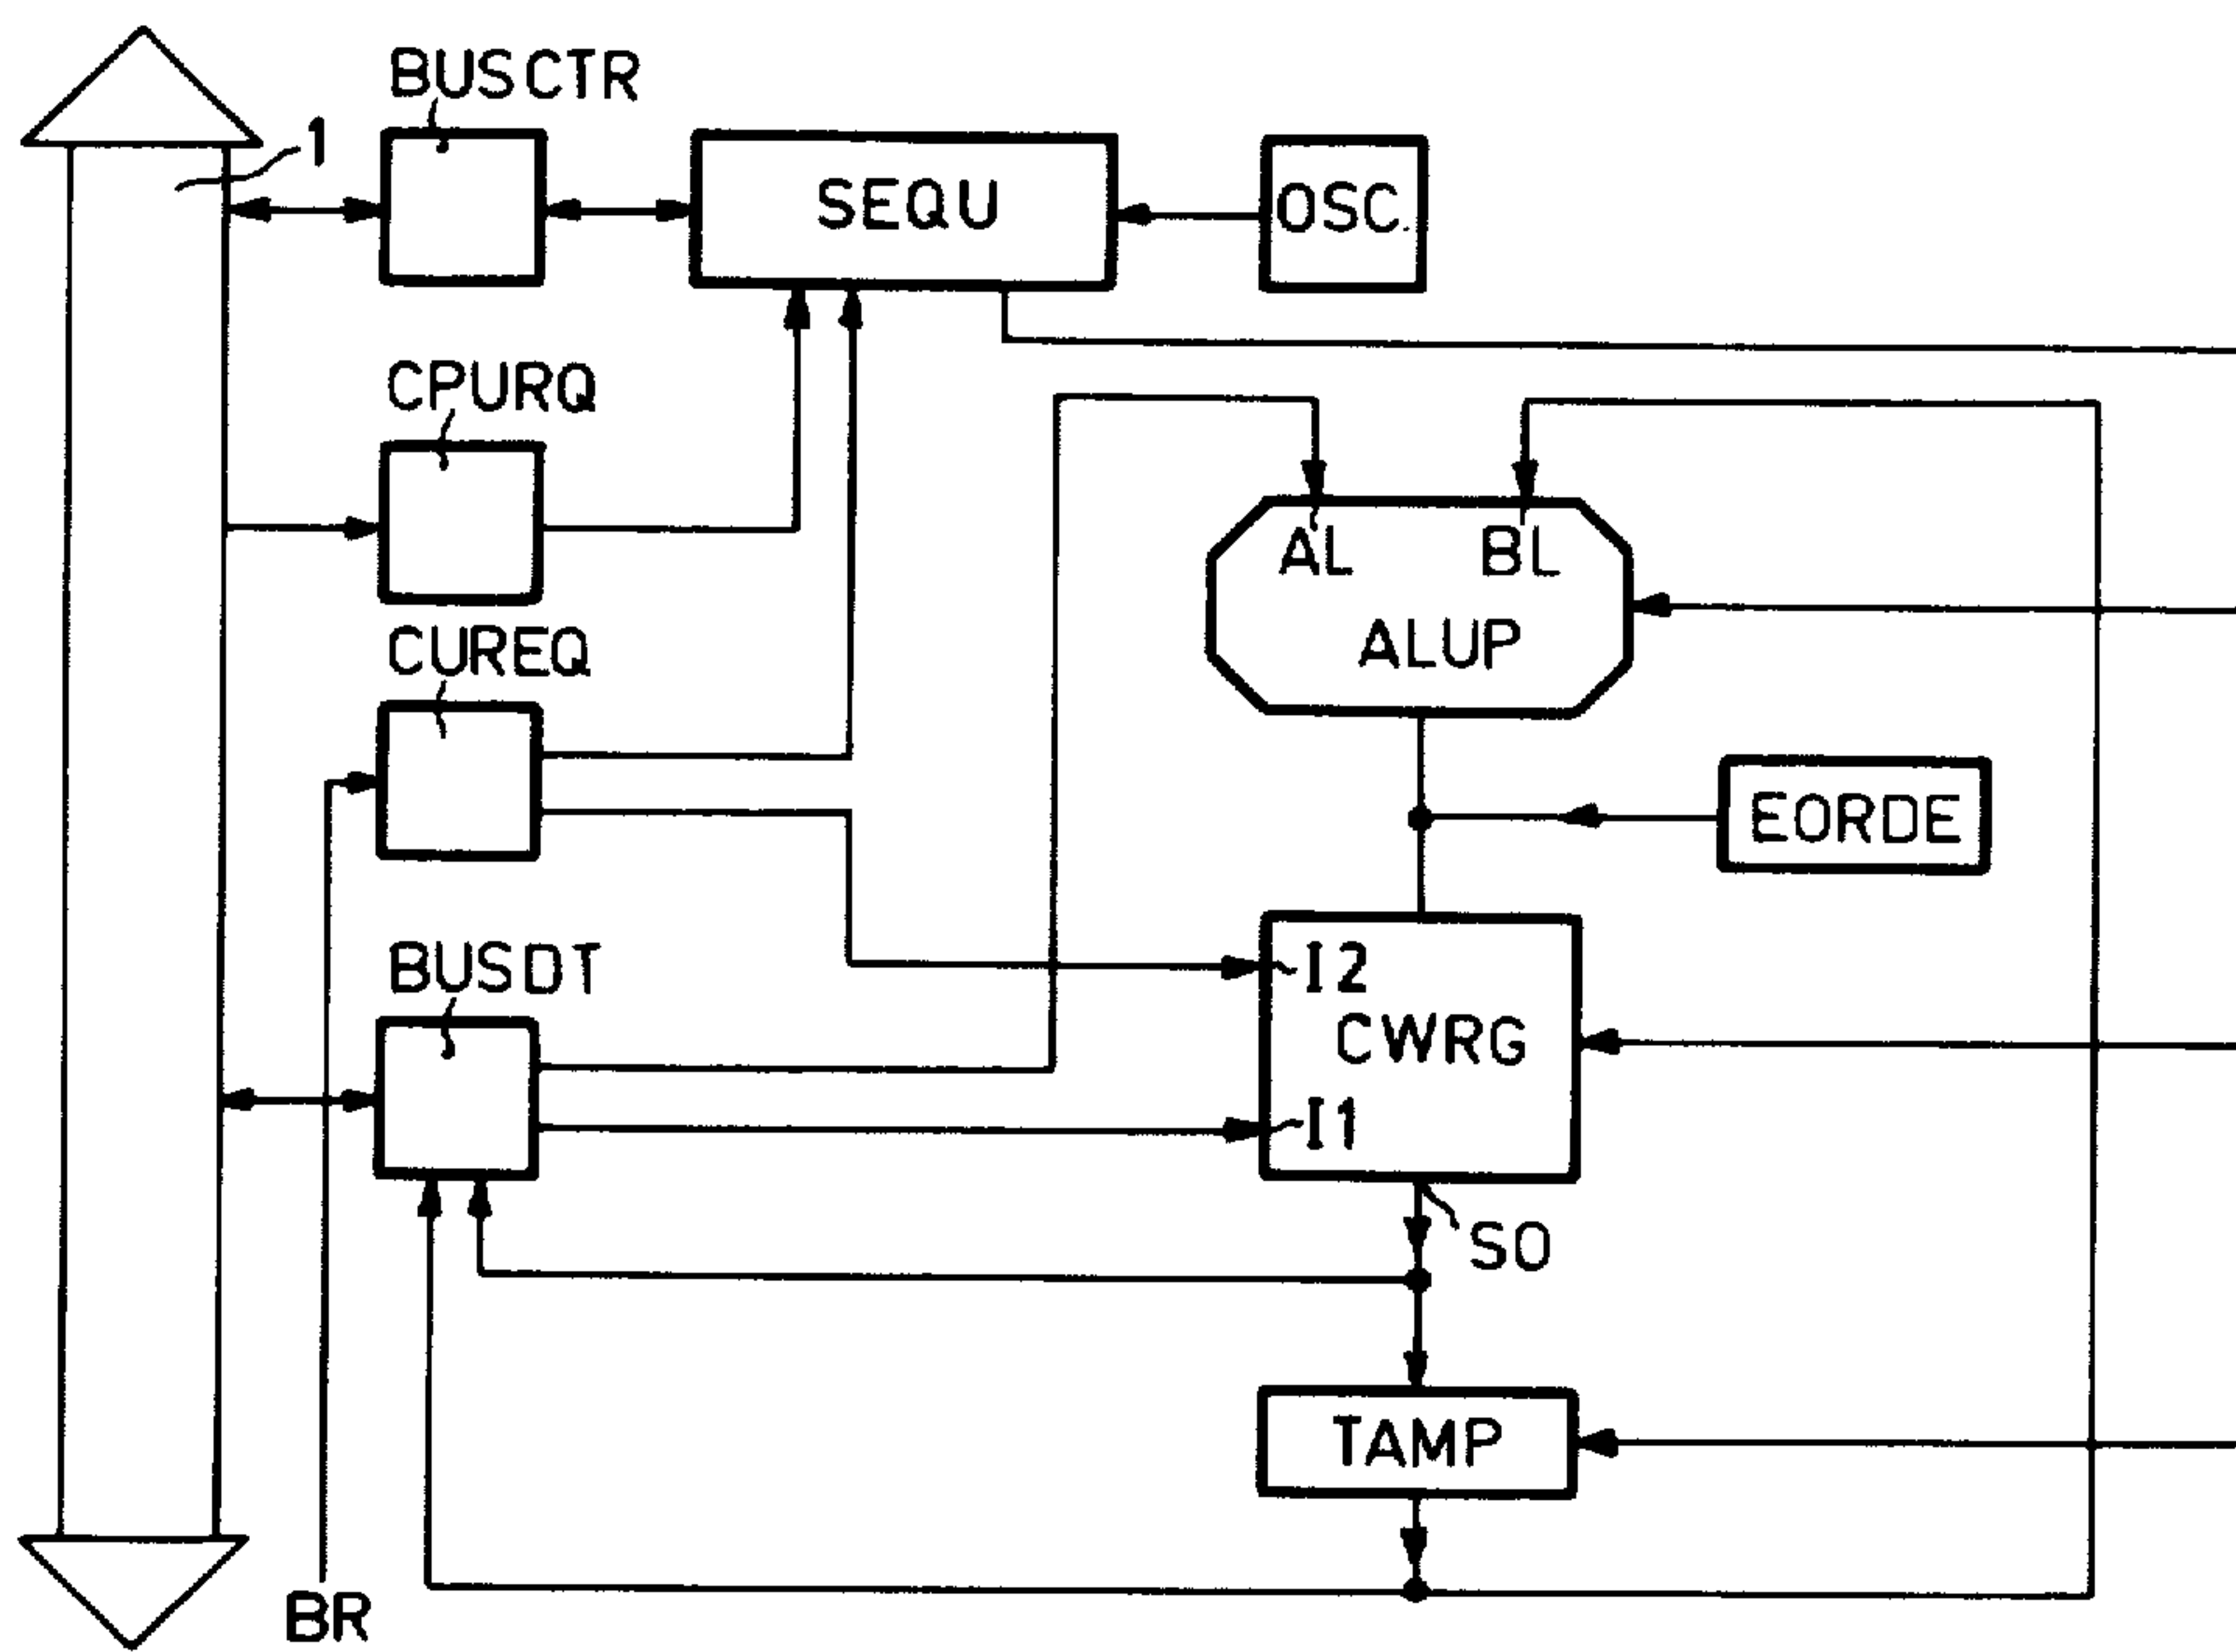 BUSCTR
1
SEQU
OSC.
CPURQ
AL
BL
ALUP
CUREQ
EORDE
BUSDT
I2
CWRG
I1
SO
TAMP
BR